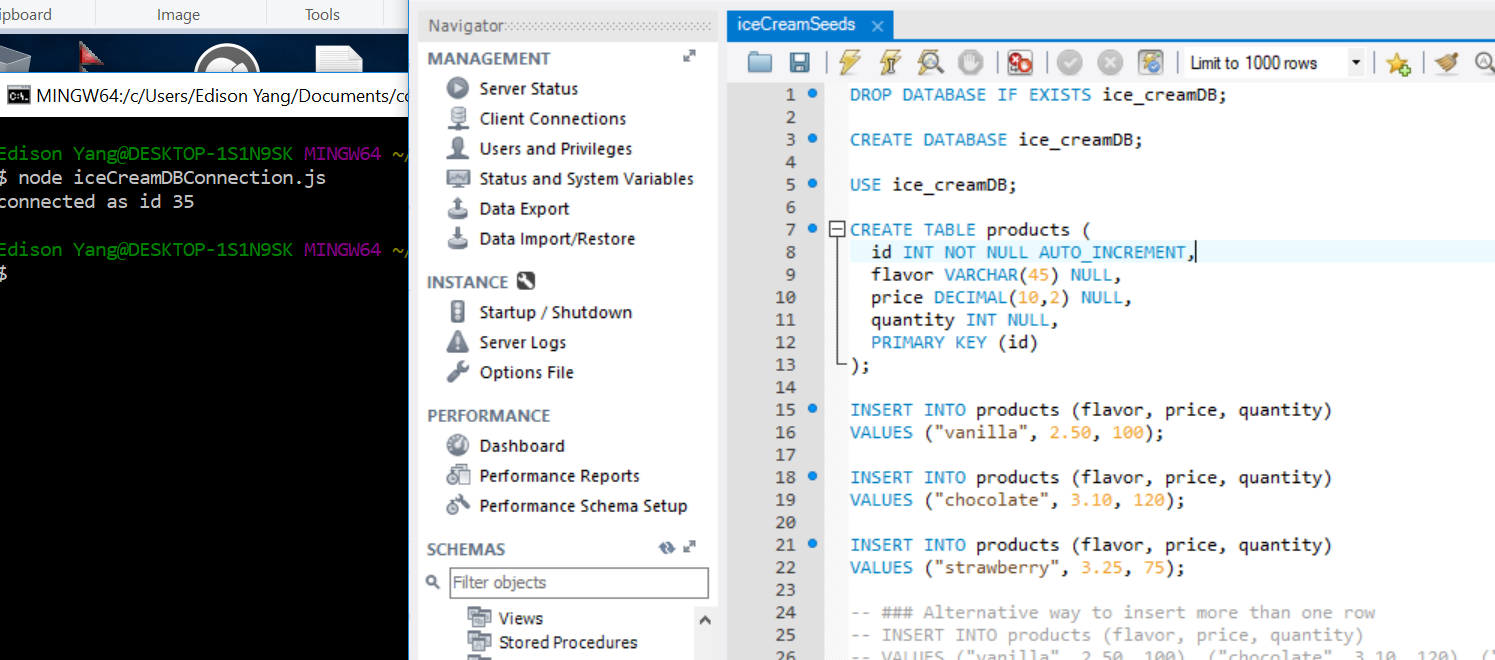 ipboard
Image
Tools
MINGW64:/c/Users/Edison Yang/Documents/co
Edison Yang@DESKTOP-1S1N9SK MINGW64 ~/
$ node iceCreamDBConnection.js
connected as id 35
Edison Yang@DESKTOP-1S1N9SK MINGW64 ~/
$
Navigator
MANAGEMENT
Server Status
Client Connections
Users and Privileges
Status and System Variables
Data Export
Data Import/Restore
INSTANCE
Startup / Shutdown
Server Logs
Options File
PERFORMANCE
Dashboard
Performance Reports
Performance Schema Setup
SCHEMAS
Filter objects
Views
Stored Procedures
iceCreamSeeds
Limit to 1000 rows
1 DROP DATABASE IF EXISTS ice_creamDB;
2
3 CREATE DATABASE ice_creamDB;
4
5 USE ice_creamDB;
6
7 CREATE TABLE products (
8 id INT NOT NULL AUTO_INCREMENT,
9 flavor VARCHAR(45) NULL,
10 price DECIMAL(10,2) NULL,
11 quantity INT NULL,
12 PRIMARY KEY (id)
13 );
14
15 INSERT INTO products (flavor, price, quantity)
16 VALUES ("vanilla", 2.50, 100);
17
18 INSERT INTO products (flavor, price, quantity)
19 VALUES ("chocolate", 3.10, 120);
20
21 INSERT INTO products (flavor, price, quantity)
22 VALUES ("strawberry", 3.25, 75);
23
24 -- ### Alternative way to insert more than one row
25 -- INSERT INTO products (flavor, price, quantity)
26 -- VALUES ("vanilla", 2.50, 100), ("chocolate", 3.10, 120), ("